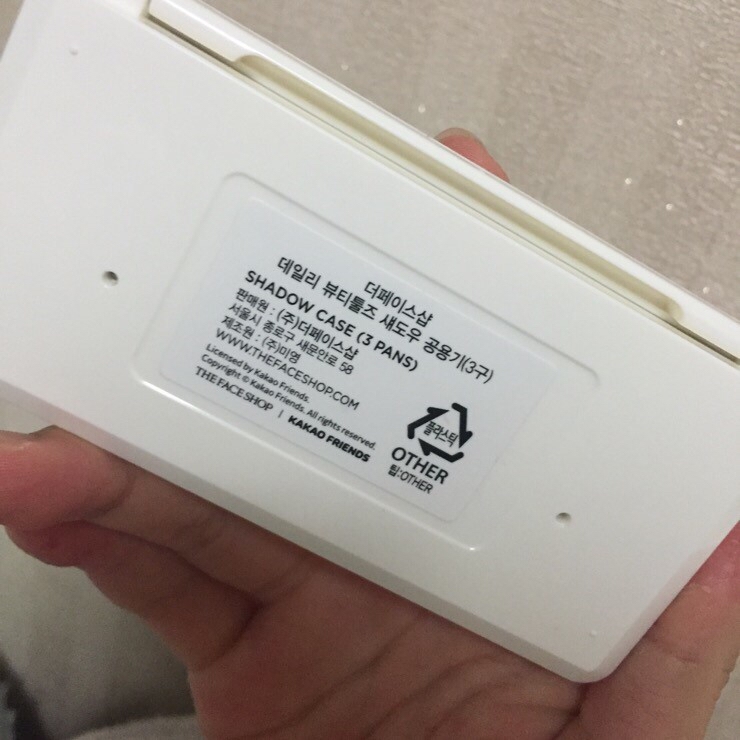 더페이스샵
데일리 뷰티툴즈 섀도우 공용기(3구)
SHADOW CASE (3 PANS)
판매원 : (주)더페이스샵
서울시 종로구 새문안로 58
제조원 : (주)미영
WWW.THEFACESHOP.COM
Licensed by Kakao Friends.
Copyright © Kakao Friends. All rights reserved.
THE FACE SHOP | KAKAO FRIENDS
플라스틱
OTHER
팁:OTHER